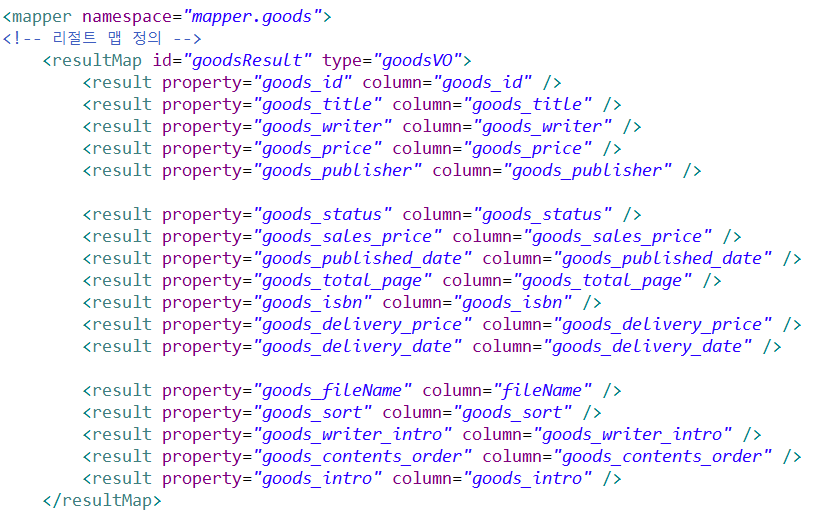 <mapper namespace="mapper.goods">
<!-- 리절트 맵 정의 -->
    <resultMap id="goodsResult" type="goodsVO">
        <result property="goods_id" column="goods_id" />
        <result property="goods_title" column="goods_title" />
        <result property="goods_writer" column="goods_writer" />
        <result property="goods_price" column="goods_price" />
        <result property="goods_publisher" column="goods_publisher" />

        <result property="goods_status" column="goods_status" />
        <result property="goods_sales_price" column="goods_sales_price" />
        <result property="goods_published_date" column="goods_published_date" />
        <result property="goods_total_page" column="goods_total_page" />
        <result property="goods_isbn" column="goods_isbn" />
        <result property="goods_delivery_price" column="goods_delivery_price" />
        <result property="goods_delivery_date" column="goods_delivery_date" />

        <result property="goods_fileName" column="fileName" />
        <result property="goods_sort" column="goods_sort" />
        <result property="goods_writer_intro" column="goods_writer_intro" />
        <result property="goods_contents_order" column="goods_contents_order" />
        <result property="goods_intro" column="goods_intro" />
    </resultMap>